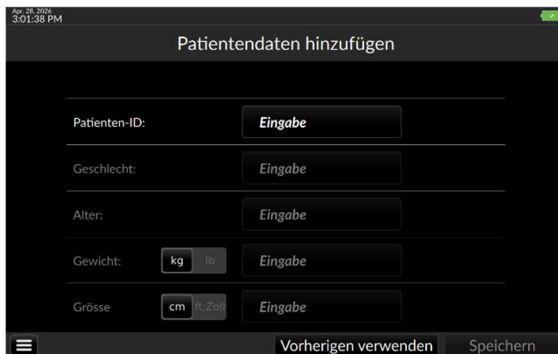 Apr. 28, 2026
3:01:38 PM
Patientendaten hinzufügen
Patienten-ID: Eingabe
Geschlecht: Eingabe
Alter: Eingabe
Gewicht: kg lb Eingabe
Grösse cm ft.Zoll Eingabe
Vorherigen verwenden Speichern